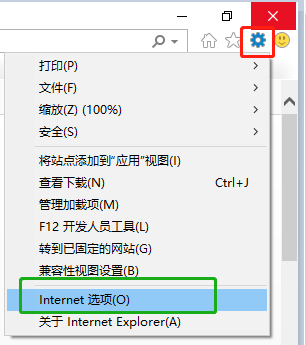 打印(P)
文件(F)
缩放(Z) (100%)
安全(S)
将站点添加到“应用”视图(I)
查看下载(N) Ctrl+J
管理加载项(M)
F12 开发人员工具(L)
转到已固定的网站(G)
兼容性视图设置(B)
Internet 选项(O)
关于 Internet Explorer(A)